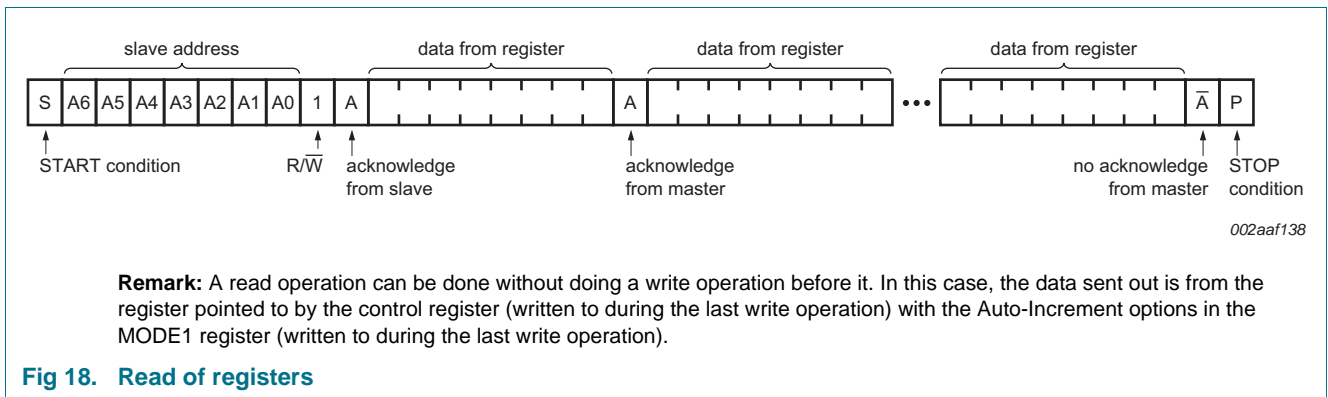 slave address data from register data from register data from register
S A6 A5 A4 A3 A2 A1 A0 1 A A ••• A̅ P
START condition R/W̅ acknowledge from slave acknowledge from master no acknowledge from master STOP condition
002aaf138
Remark: A read operation can be done without doing a write operation before it. In this case, the data sent out is from the
register pointed to by the control register (written to during the last write operation) with the Auto-Increment options in the
MODE1 register (written to during the last write operation).
Fig 18. Read of registers